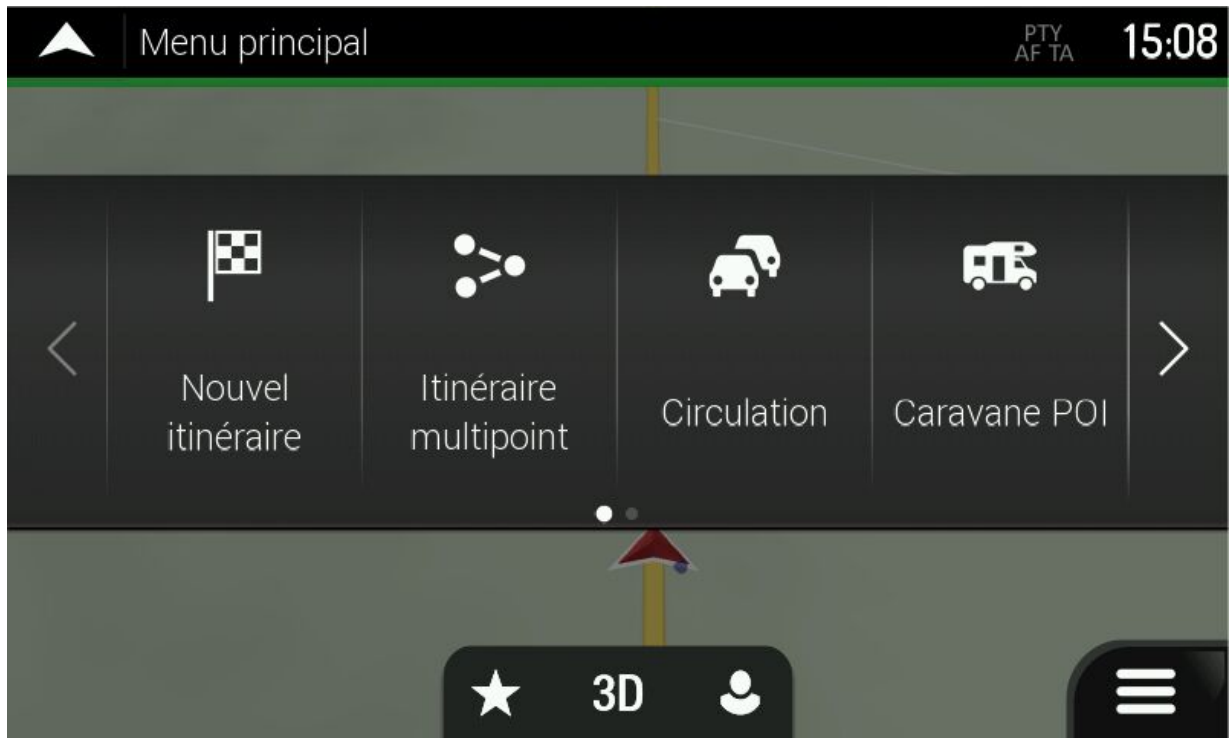 Menu principal
PTY
AF TA
15:08
Nouvel
itinéraire
Itinéraire
multipoint
Circulation
Caravane POI
3D